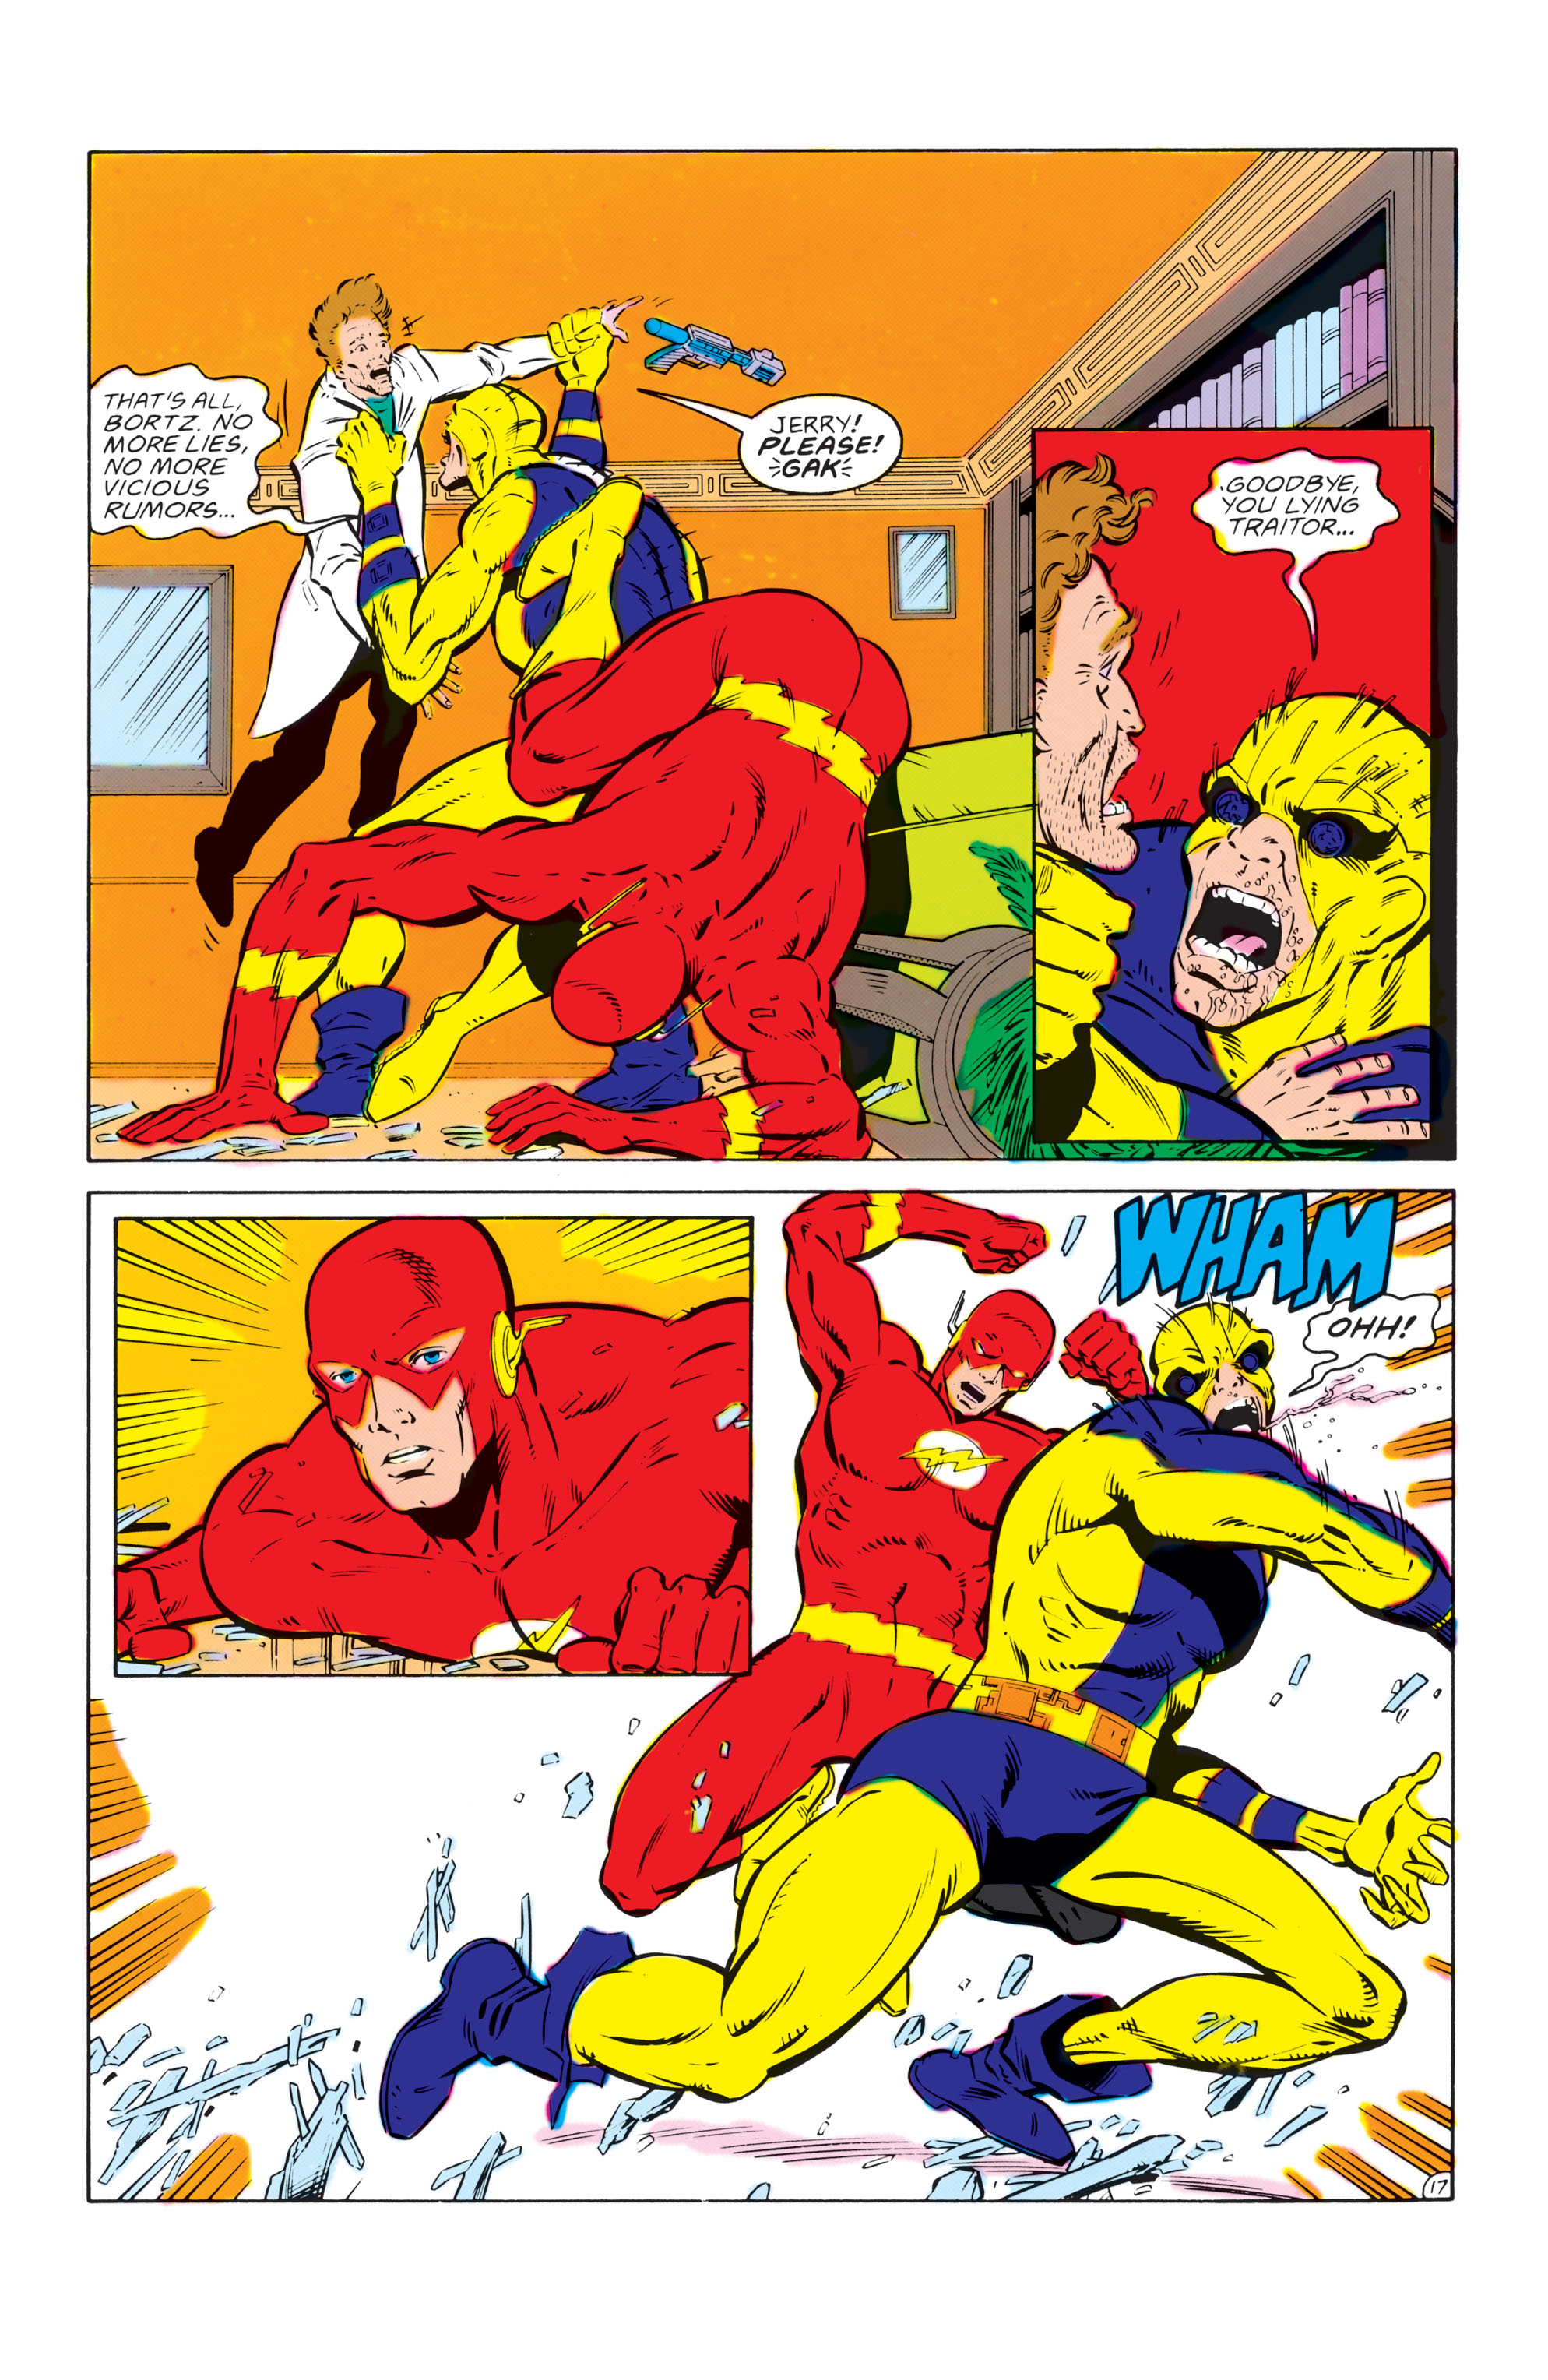 THAT'S ALL,
BORTZ. NO
MORE LIES,
NO MORE
VICIOUS
RUMORS...
JERRY!
PLEASE!
GAK
GOODBYE,
YOU LYING
TRAITOR...
WHAM
OHH!
17